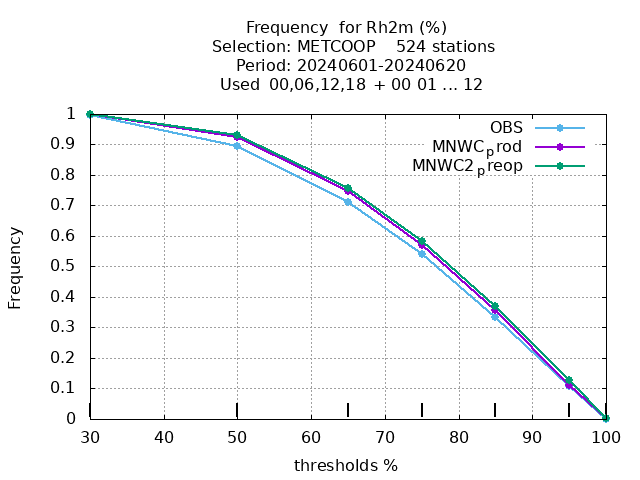 Frequency for Rh2m (%)
Selection: METCOOP 524 stations
Period: 20240601-20240620
Used 00,06,12,18 + 00 01 ... 12
OBS
MNWCprod
MNWC2preop
Frequency
1
0.9
0.8
0.7
0.6
0.5
0.4
0.3
0.2
0.1
0
30 40 50 60 70 80 90 100
thresholds %